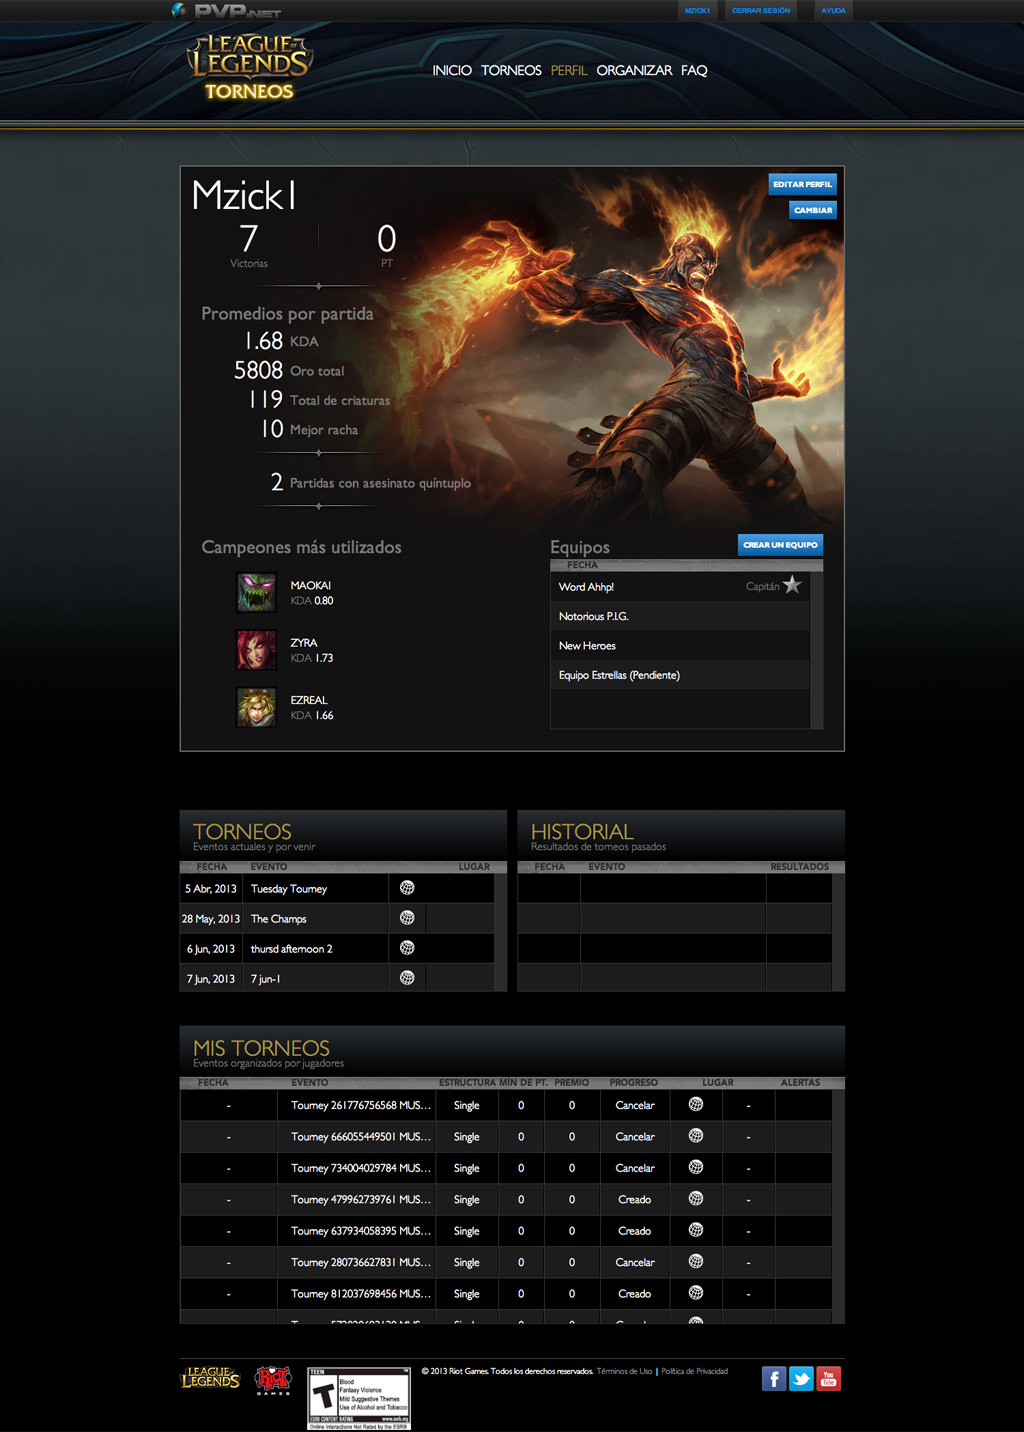 PVP.NET
MZICK1 CERRAR SESIÓN AYUDA
LEAGUE OF LEGENDS
TORNEOS
INICIO TORNEOS PERFIL ORGANIZAR FAQ
Mzick1
EDITAR PERFIL
CAMBIAR
7 0
Victorias PT
Promedios por partida
1.68 KDA
5808 Oro total
119 Total de criaturas
10 Mejor racha
2 Partidas con asesinato quíntuplo
Campeones más utilizados
MAOKAI
KDA 0.80
ZYRA
KDA 1.73
EZREAL
KDA 1.66
Equipos
CREAR UN EQUIPO
FECHA
Word Ahhp! Capitán
Notorious P.I.G.
New Heroes
Equipo Estrellas (Pendiente)
TORNEOS
Eventos actuales y por venir
FECHA EVENTO LUGAR
5 Abr, 2013 Tuesday Tourney
28 May, 2013 The Champs
6 Jun, 2013 thursd afternoon 2
7 Jun, 2013 7 jun-1
HISTORIAL
Resultados de torneos pasados
FECHA EVENTO RESULTADOS
MIS TORNEOS
Eventos organizados por jugadores
FECHA EVENTO ESTRUCTURA MÍN DE PT. PREMIO PROGRESO LUGAR ALERTAS
- Tourney 261776756568 MUS... Single 0 0 Cancelar -
- Tourney 666055449501 MUS... Single 0 0 Cancelar -
- Tourney 734004029784 MUS... Single 0 0 Cancelar -
- Tourney 479962739761 MUS... Single 0 0 Creado -
- Tourney 637934058395 MUS... Single 0 0 Creado -
- Tourney 280736627831 MUS... Single 0 0 Cancelar -
- Tourney 812037698456 MUS... Single 0 0 Creado -
LEAGUE OF LEGENDS
RIOT GAMES
TEEN
T
Blood
Fantasy Violence
Mild Suggestive Themes
Use of Alcohol and Tobacco
ESRB CONTENT RATING www.esrb.org
Online Interactions Not Rated by the ESRB
© 2013 Riot Games. Todos los derechos reservados. Términos de Uso | Política de Privacidad
f
You Tube